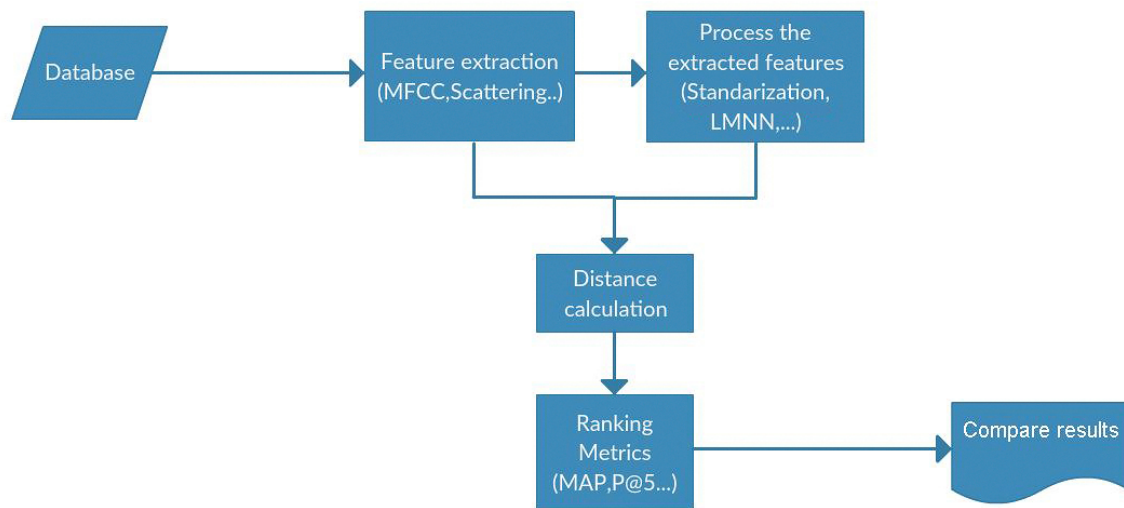 Database
Feature extraction
(MFCC,Scattering..)
Process the
extracted features
(Standarization,
LMNN,...)
Distance
calculation
Ranking
Metrics
(MAP,P@5...)
Compare results